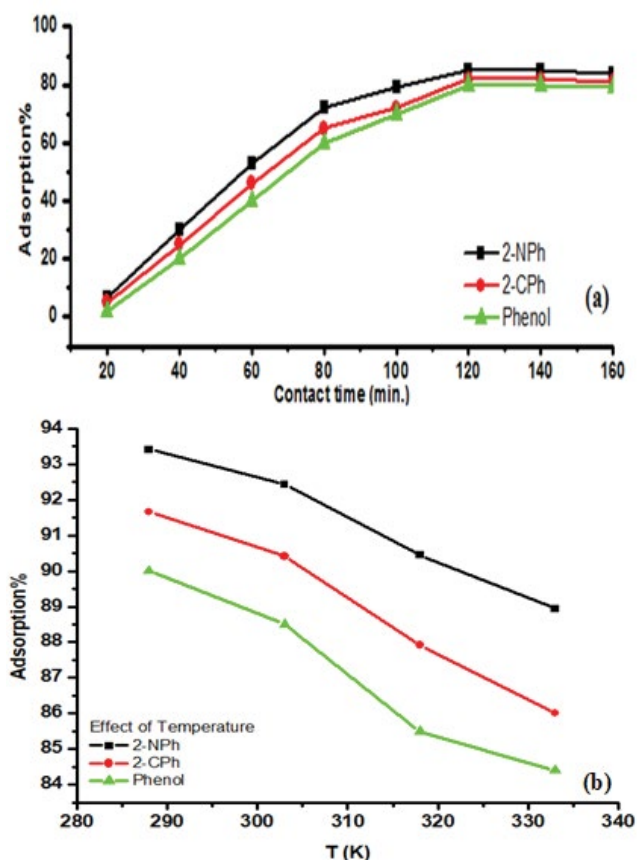 100
80
60
40
20
0
Adsorption%
2-NPh
2-CPh
Phenol
(a)
20 40 60 80 100 120 140 160
Contact time (min.)
94
93
92
91
90
89
88
87
86
85
84
Adsorption%
Effect of Temperature
2-NPh
2-CPh
Phenol
(b)
280 290 300 310 320 330 340
T (K)